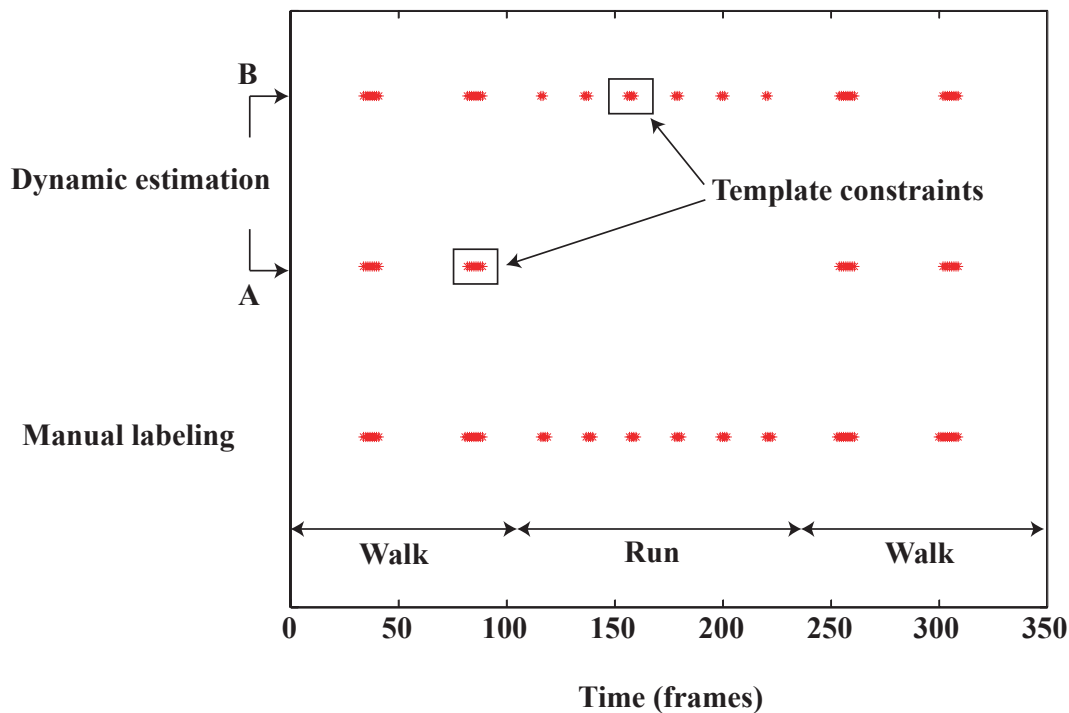 B
Dynamic estimation
Template constraints
A
Manual labeling
Walk
Run
Walk
0 50 100 150 200 250 300 350
Time (frames)